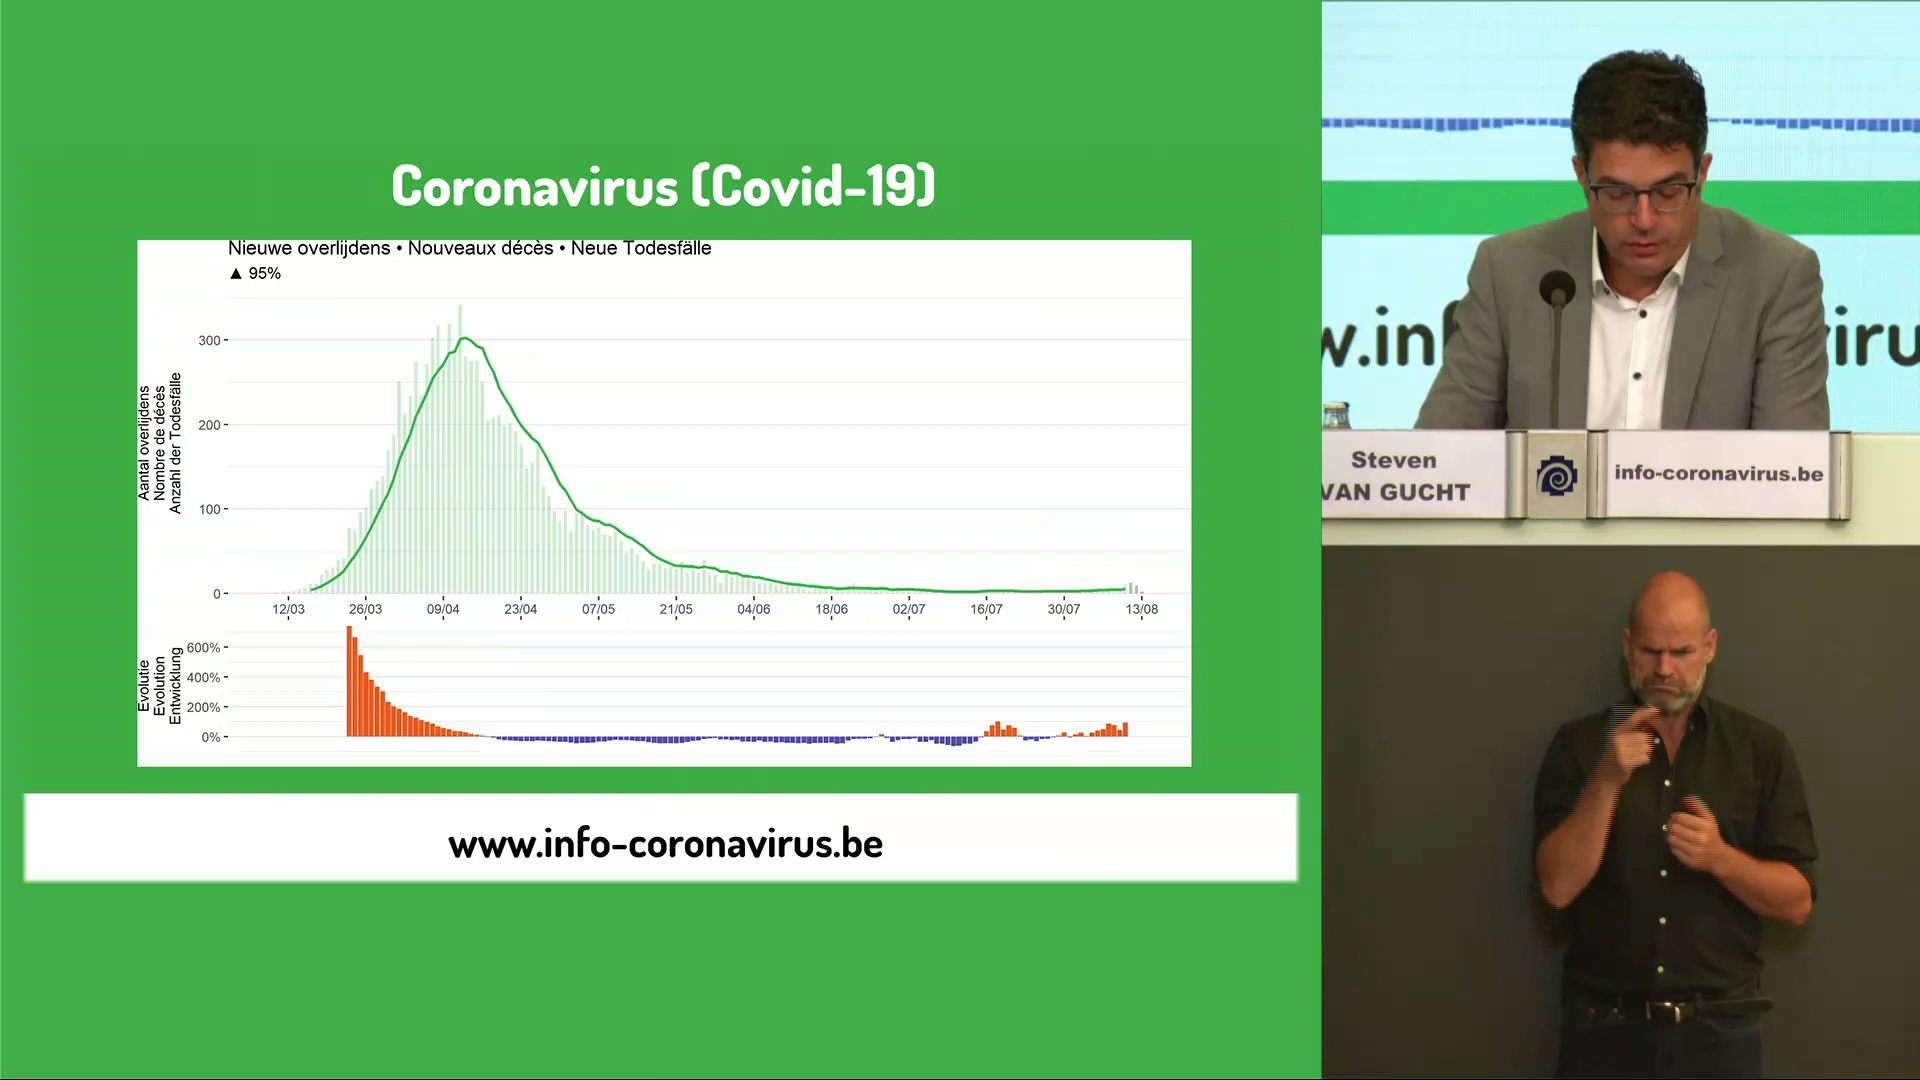 Coronavirus (Covid-19)
Nieuwe overlijdens • Nouveaux décès • Neue Todesfälle
▲ 95%
Aantal overlijdens
Nombre de décès
Anzahl der Todesfälle
300
200
100
0
12/03 26/03 09/04 23/04 07/05 21/05 04/06 18/06 02/07 16/07 30/07 13/08
Evolutie
Evolution
Entwicklung
600%
400%
200%
0%
www.info-coronavirus.be
w.inf
viru
Steven
VAN GUCHT
info-coronavirus.be